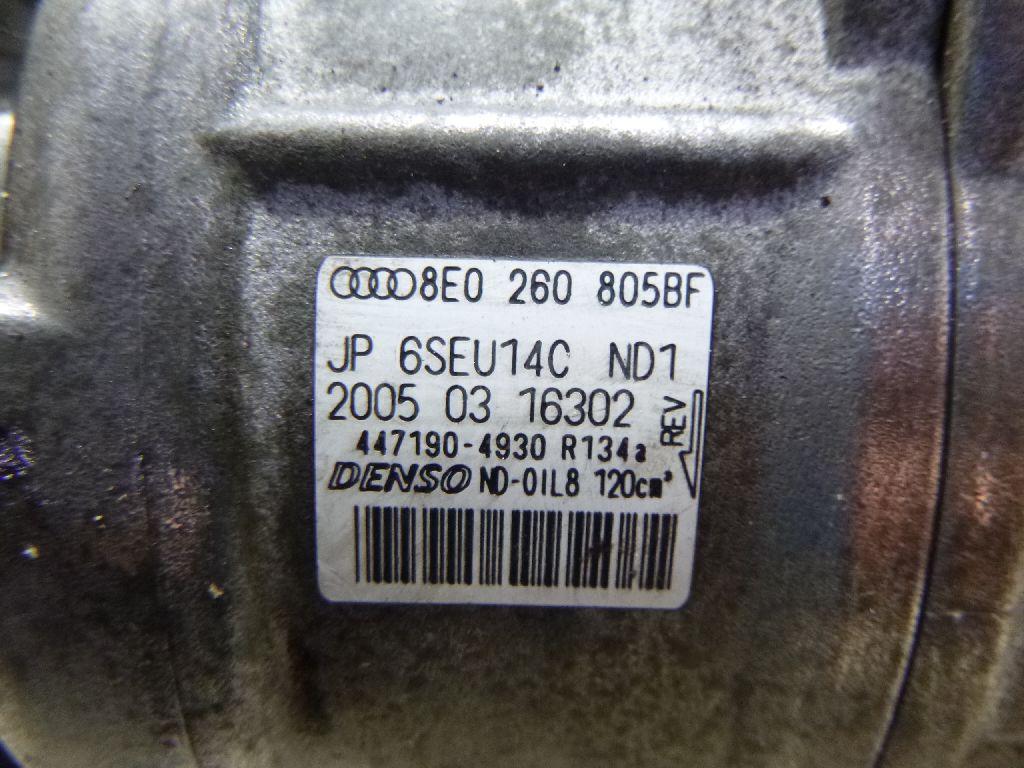 8E0 260 805BF
JP 6SEU14C ND1
2005 03 16302
REV
447190-4930 R134a
DENSO ND-OIL8 120cm³